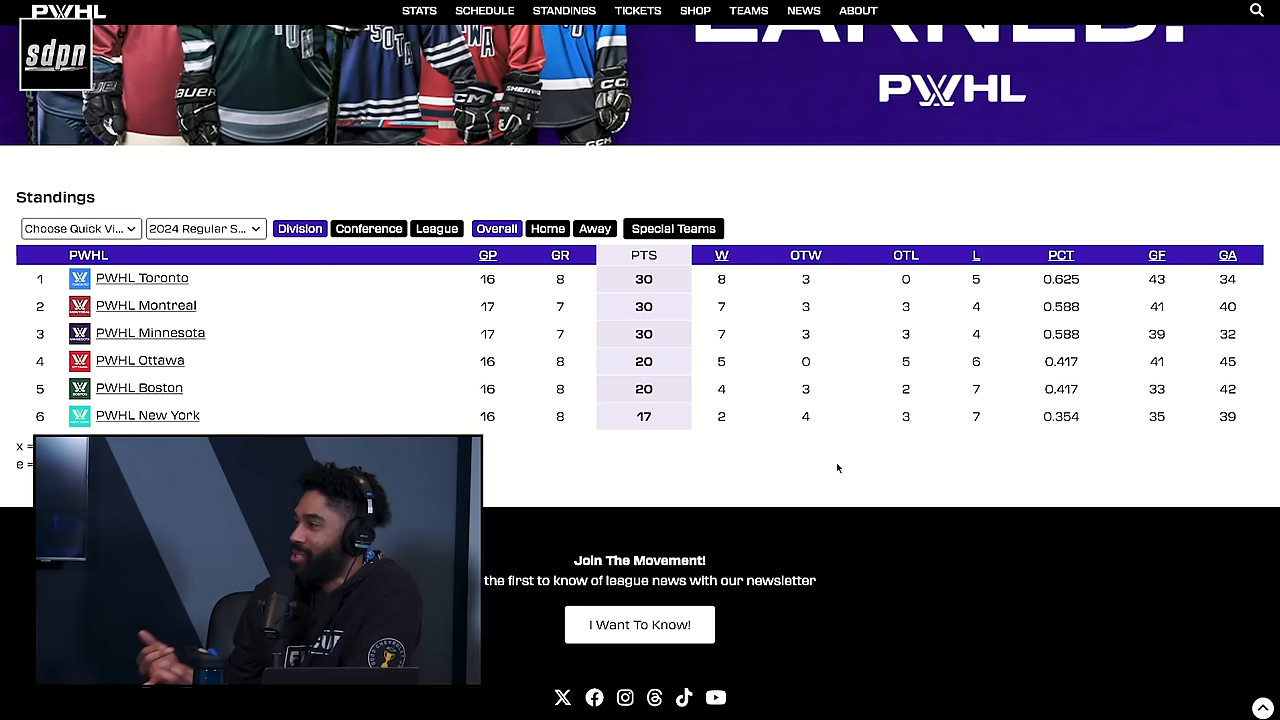 PWHL STATS SCHEDULE STANDINGS TICKETS SHOP TEAMS NEWS ABOUT
sdpn
EARNED.
PWHL
BAUER CCM SHERWOOD CCM
CCM
Standings
Choose Quick Vi... 2024 Regular S... Division Conference League Overall Home Away Special Teams
PWHL GP GR PTS W OTW OTL L PCT GF GA
1 PWHL Toronto 16 8 30 8 3 0 5 0.625 43 34
2 PWHL Montreal 17 7 30 7 3 3 4 0.588 41 40
3 PWHL Minnesota 17 7 30 7 3 3 4 0.588 39 32
4 PWHL Ottawa 16 8 20 5 0 5 6 0.417 41 45
5 PWHL Boston 16 8 20 4 3 2 7 0.417 33 42
6 PWHL New York 16 8 17 2 4 3 7 0.354 35 39
x =
e =
Join The Movement!
the first to know of league news with our newsletter
I Want To Know!